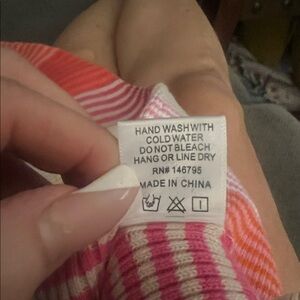 HAND WASH WITH
COLD WATER
DO NOT BLEACH
HANG OR LINE DRY
RN# 146795
MADE IN CHINA